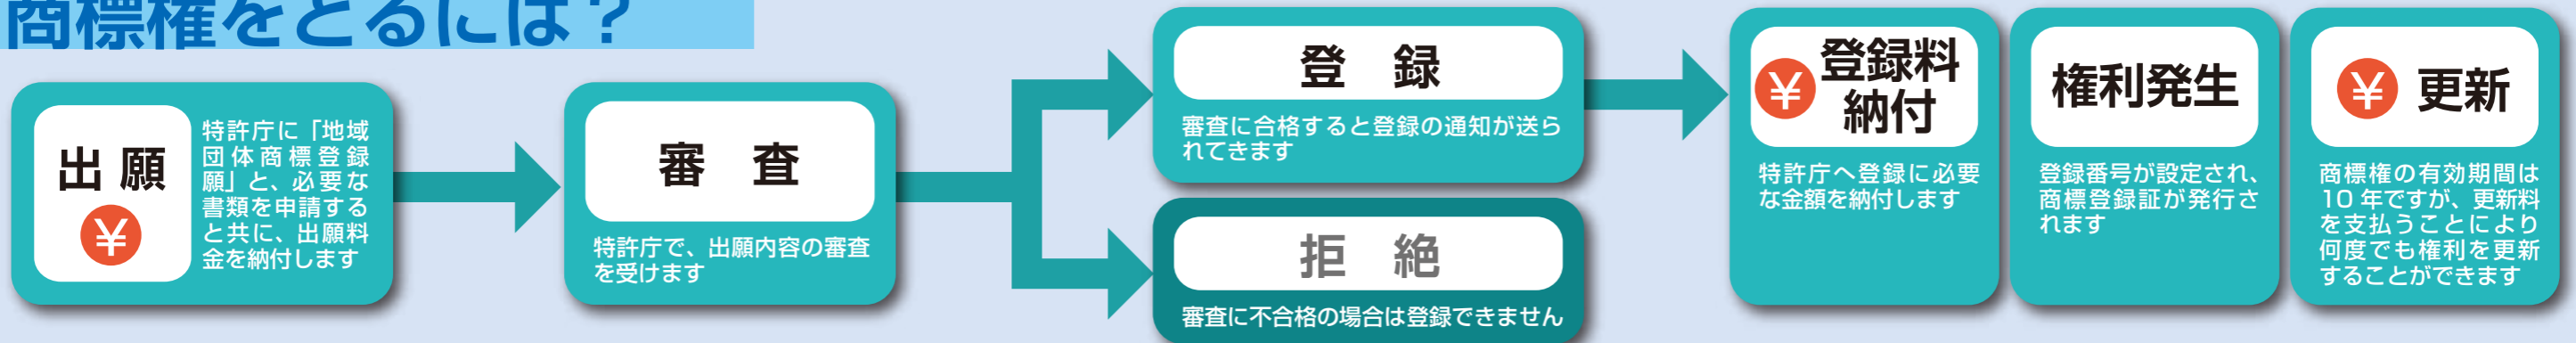 商標権をとるには？
出 願
¥
特許庁に「地域
団体商標登録
願」と、必要な
書類を申請する
と共に、出願料
金を納付します
審　査
特許庁で、出願内容の審査
を受けます
登　録
審査に合格すると登録の通知が送ら
れてきます
拒　絶
審査に不合格の場合は登録できません
¥ 登録料
納付
特許庁へ登録に必要
な金額を納付します
権利発生
登録番号が設定され、
商標登録証が発行さ
れます
¥ 更新
商標権の有効期間は
10 年ですが、更新料
を支払うことにより
何度でも権利を更新
することができます